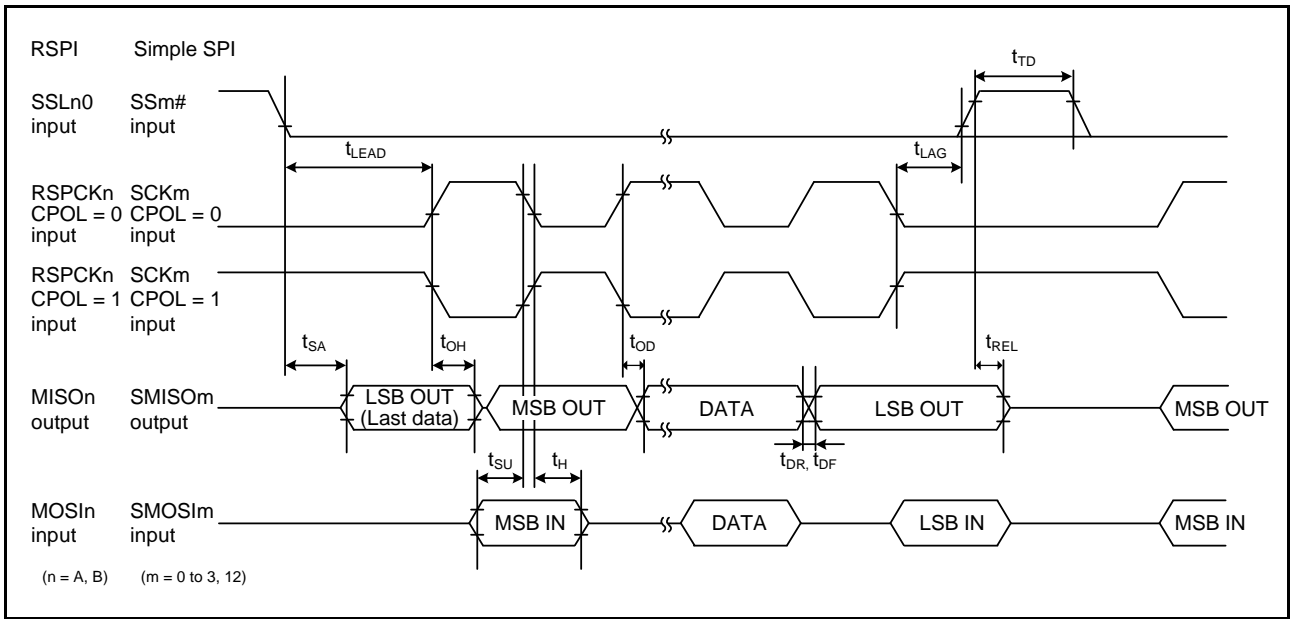 RSPI Simple SPI
tTD
SSLn0 SSm#
input input
tLEAD
tLAG
RSPCKn SCKm
CPOL = 0 CPOL = 0
input input
RSPCKn SCKm
CPOL = 1 CPOL = 1
input input
tSA tOH tOD tREL
MISOn SMISOm
output output
LSB OUT
(Last data)
MSB OUT DATA LSB OUT MSB OUT
tSU tH tDR, tDF
MOSIn SMOSIm
input input
MSB IN DATA LSB IN MSB IN
(n = A, B) (m = 0 to 3, 12)